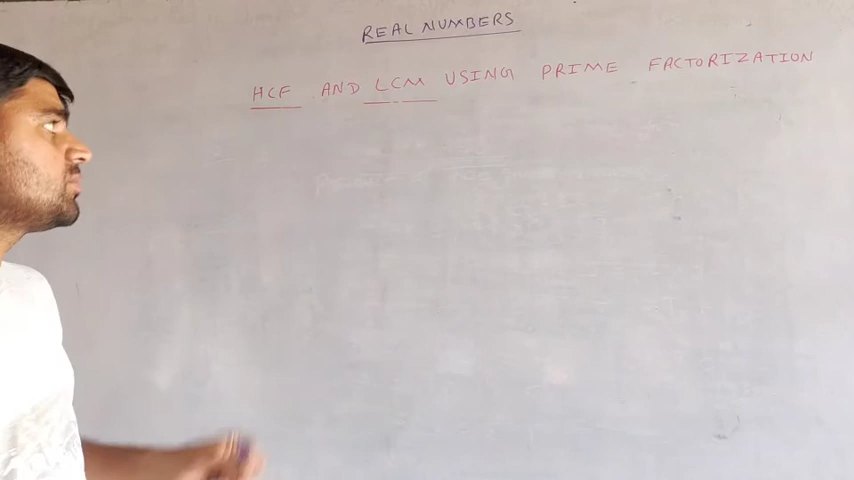 REAL NUMBERS
HCF AND LCM USING PRIME FACTORIZATION